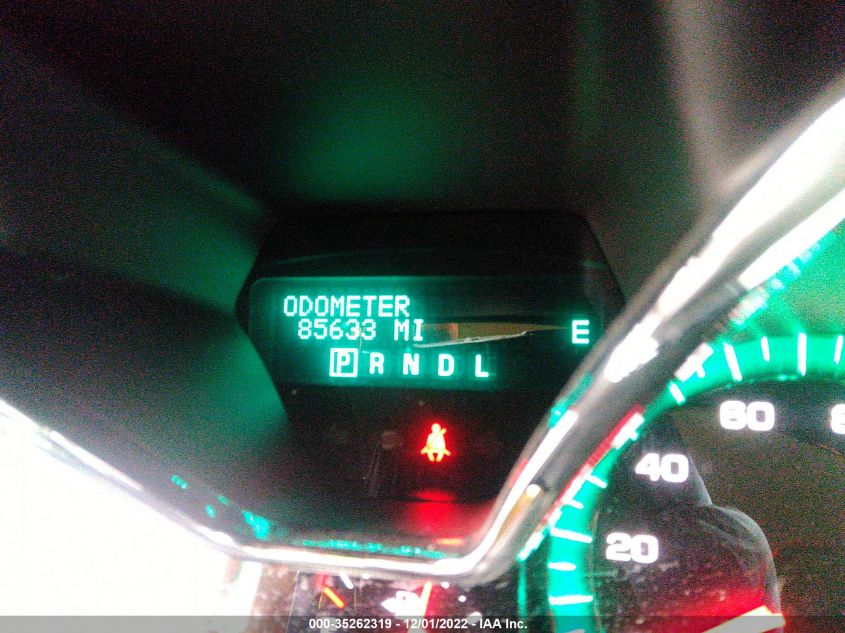 ODOMETER
85633 MI
E
P R N D L
60
40
20
000-35262319 - 12/01/2022 - IAA Inc.